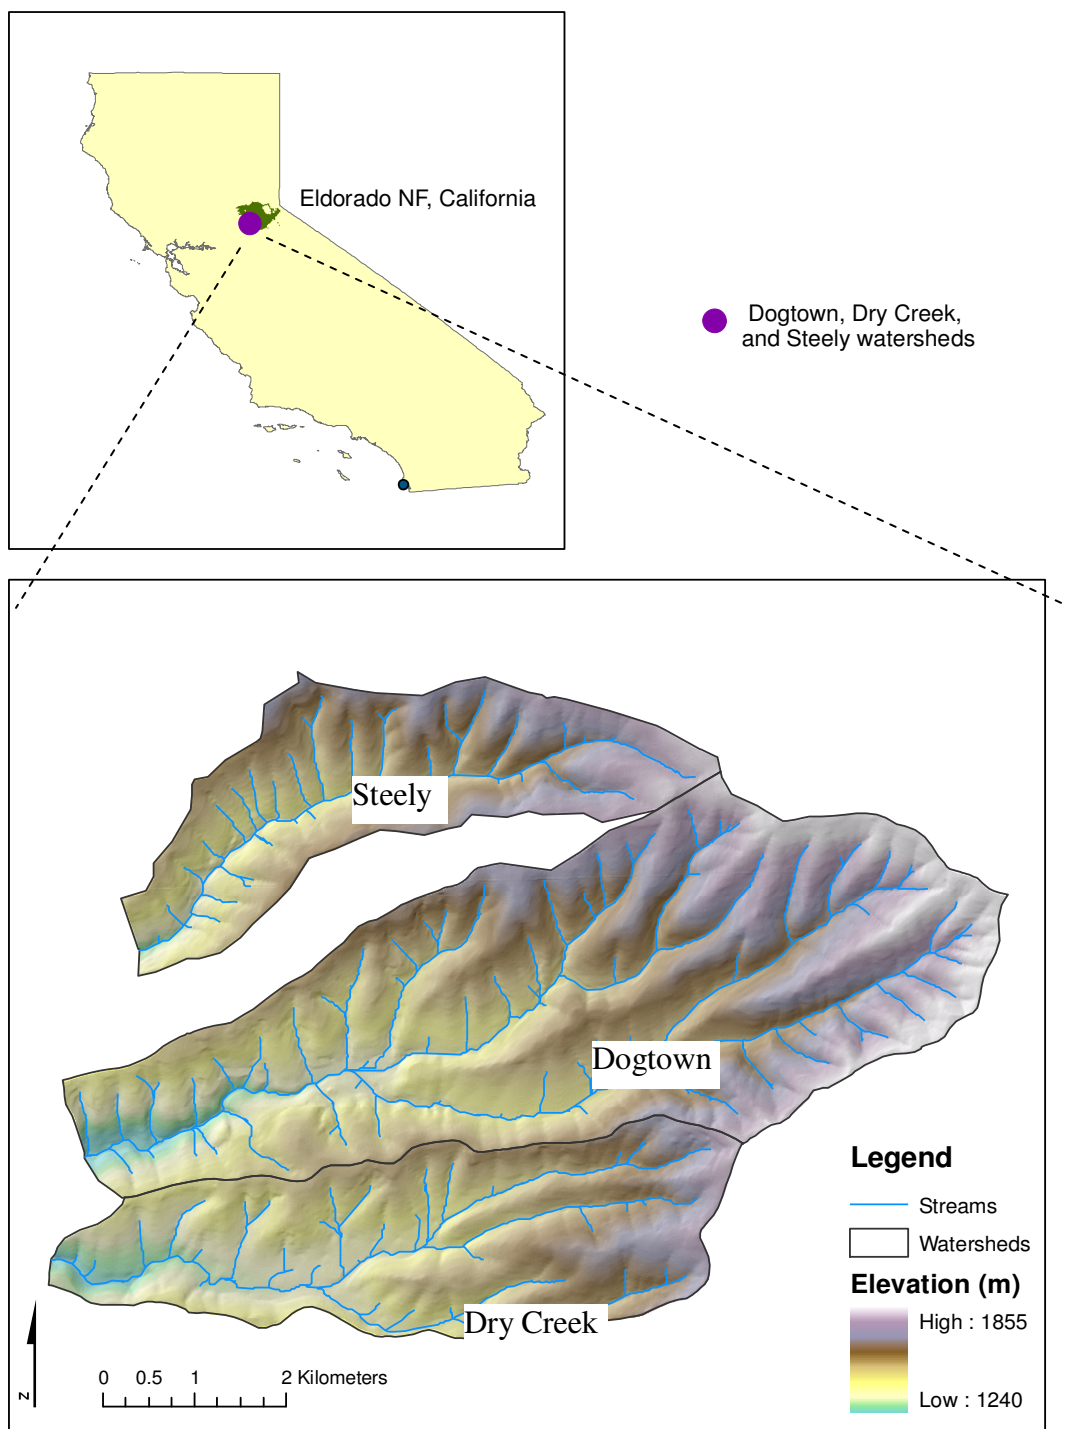 Eldorado NF, California
Dogtown, Dry Creek,
and Steely watersheds
Steely
Dogtown
Dry Creek
Legend
Streams
Watersheds
Elevation (m)
High : 1855
Low : 1240
0 0.5 1 2 Kilometers
z